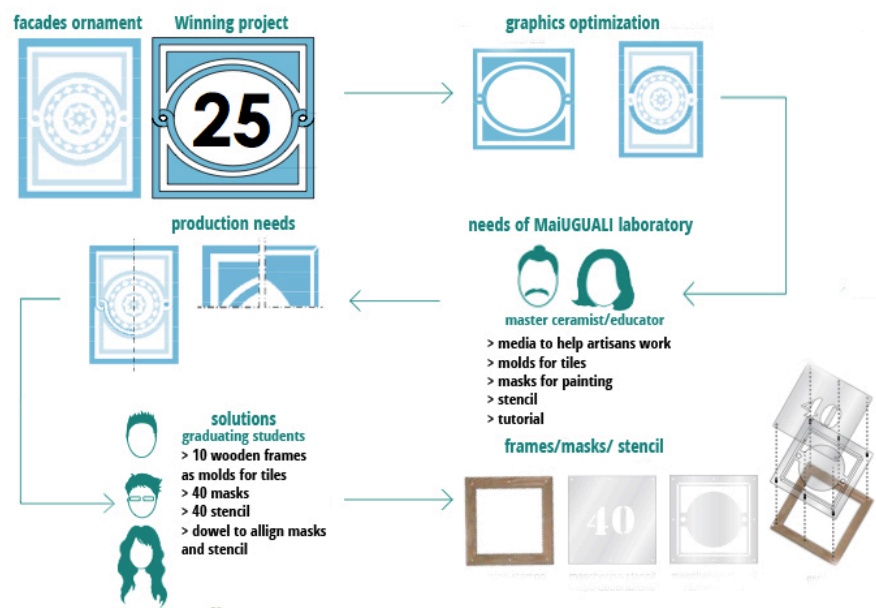 facades ornament
Winning project
25
graphics optimization
production needs
needs of MaiUGUALI laboratory
master ceramist/educator
> media to help artisans work
> molds for tiles
> masks for painting
> stencil
> tutorial
solutions
graduating students
> 10 wooden frames
as molds for tiles
> 40 masks
> 40 stencil
> dowel to allign masks
and stencil
frames/masks/ stencil
40
40